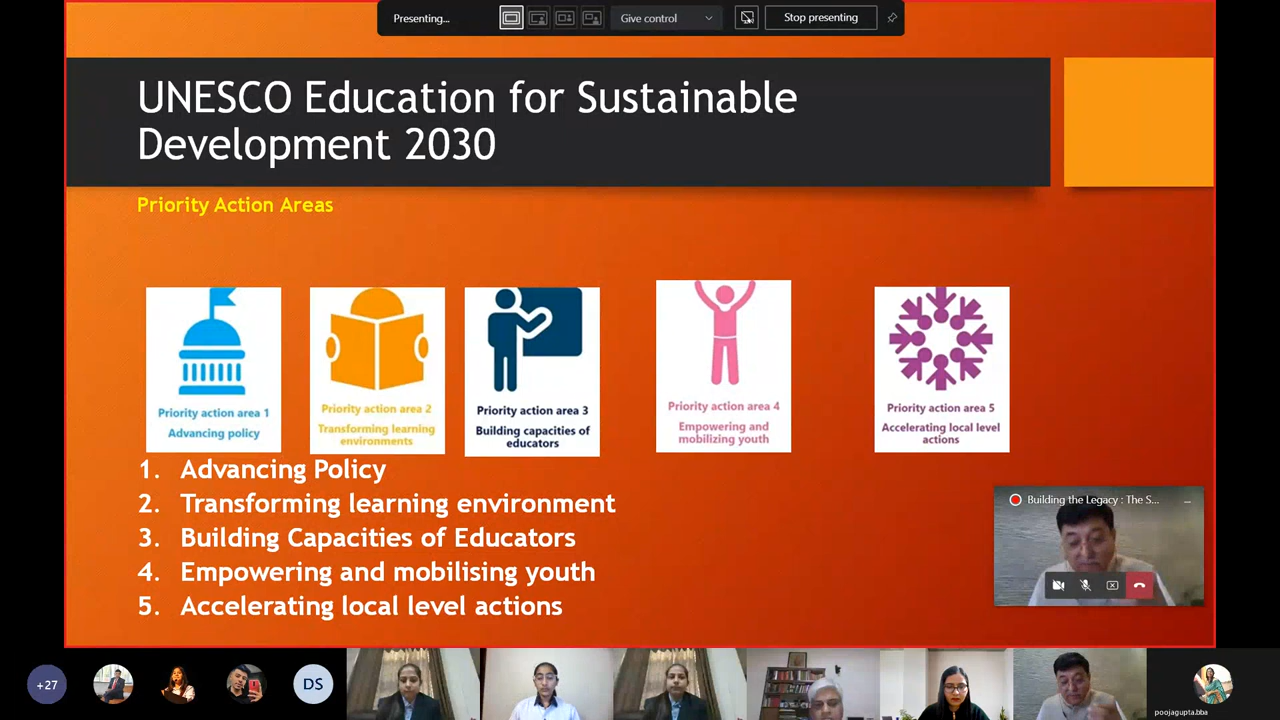 Presenting...
Give control
Stop presenting
UNESCO Education for Sustainable
Development 2030
Priority Action Areas
Priority action area 1
Advancing policy
Priority action area 2
Transforming learning
environments
Priority action area 3
Building capacities of
educators
Priority action area 4
Empowering and
mobilizing youth
Priority action area 5
Accelerating local level
actions
1. Advancing Policy
2. Transforming learning environment
3. Building Capacities of Educators
4. Empowering and mobilising youth
5. Accelerating local level actions
Building the Legacy : The S...
+27
DS
poojagupta.bba